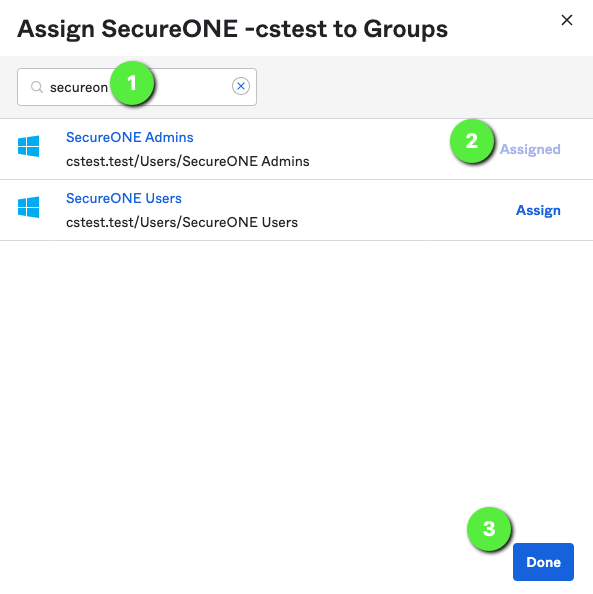 Assign SecureONE -cstest to Groups
secureon
1
SecureONE Admins
cstest.test/Users/SecureONE Admins
2
Assigned
SecureONE Users
cstest.test/Users/SecureONE Users
Assign
3
Done